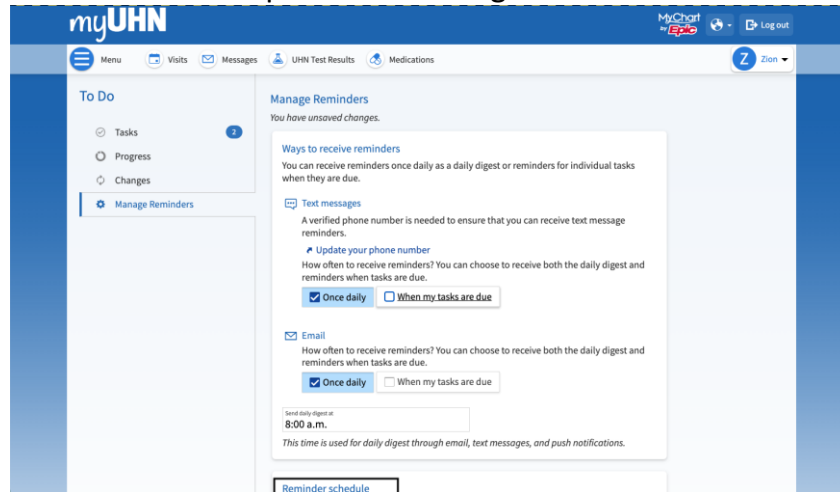 myUHN
MyChart
by Epic
Log out
Menu
Visits
Messages
UHN Test Results
Medications
Z
Zion
To Do
Tasks
2
Progress
Changes
Manage Reminders
Manage Reminders
You have unsaved changes.
Ways to receive reminders
You can receive reminders once daily as a daily digest or reminders for individual tasks
when they are due.
Text messages
A verified phone number is needed to ensure that you can receive text message
reminders.
Update your phone number
How often to receive reminders? You can choose to receive both the daily digest and
reminders when tasks are due.
Once daily
When my tasks are due
Email
How often to receive reminders? You can choose to receive both the daily digest and
reminders when tasks are due.
Once daily
When my tasks are due
Send daily digest at
8:00 a.m.
This time is used for daily digest through email, text messages, and push notifications.
Reminder schedule